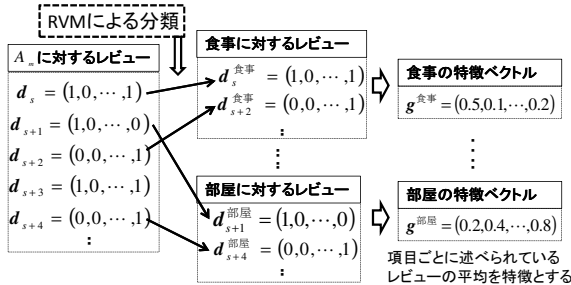 RVMによる分類
A_m に対するレビュー
d_s = (1,0,⋯,1)
d_{s+1} = (1,0,⋯,0)
d_{s+2} = (0,0,⋯,1)
d_{s+3} = (1,0,⋯,1)
d_{s+4} = (0,0,⋯,1)
⋮
食事に対するレビュー
d_s^{食事} = (1,0,⋯,1)
d_{s+2}^{食事} = (0,0,⋯,1)
⋮
⋮
部屋に対するレビュー
d_{s+1}^{部屋} = (1,0,⋯,0)
d_{s+4}^{部屋} = (0,0,⋯,1)
⋮
食事の特徴ベクトル
g^{食事} = (0.5,0.1,⋯,0.2)
⋮
部屋の特徴ベクトル
g^{部屋} = (0.2,0.4,⋯,0.8)
項目ごとに述べられている
レビューの平均を特徴とする